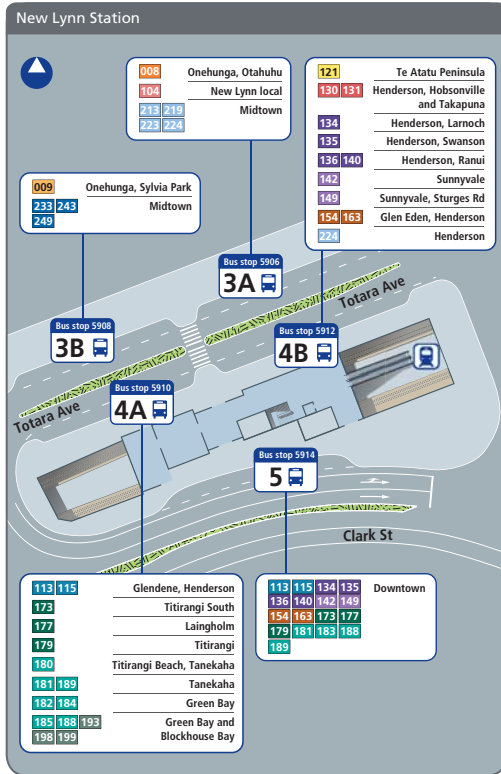 New Lynn Station
008 Onehunga, Otahuhu
104 New Lynn local
213 219 Midtown
223 224
121 Te Atatu Peninsula
130 131 Henderson, Hobsonville
and Takapuna
134 Henderson, Larnoch
135 Henderson, Swanson
136 140 Henderson, Ranui
142 Sunnyvale
149 Sunnyvale, Sturges Rd
154 163 Glen Eden, Henderson
224 Henderson
009 Onehunga, Sylvia Park
233 243 Midtown
249
Bus stop 5906
3A
Totara Ave
Bus stop 5908
3B
Bus stop 5912
4B
Bus stop 5910
4A
Totara Ave
Bus stop 5914
5
Clark St
113 115 Glendene, Henderson
173 Titirangi South
177 Laingholm
179 Titirangi
180 Titirangi Beach, Tanekaha
181 189 Tanekaha
182 184 Green Bay
185 188 193 Green Bay and
198 199 Blockhouse Bay
113 115 134 135 Downtown
136 140 142 149
154 163 173 177
179 181 183 188
189